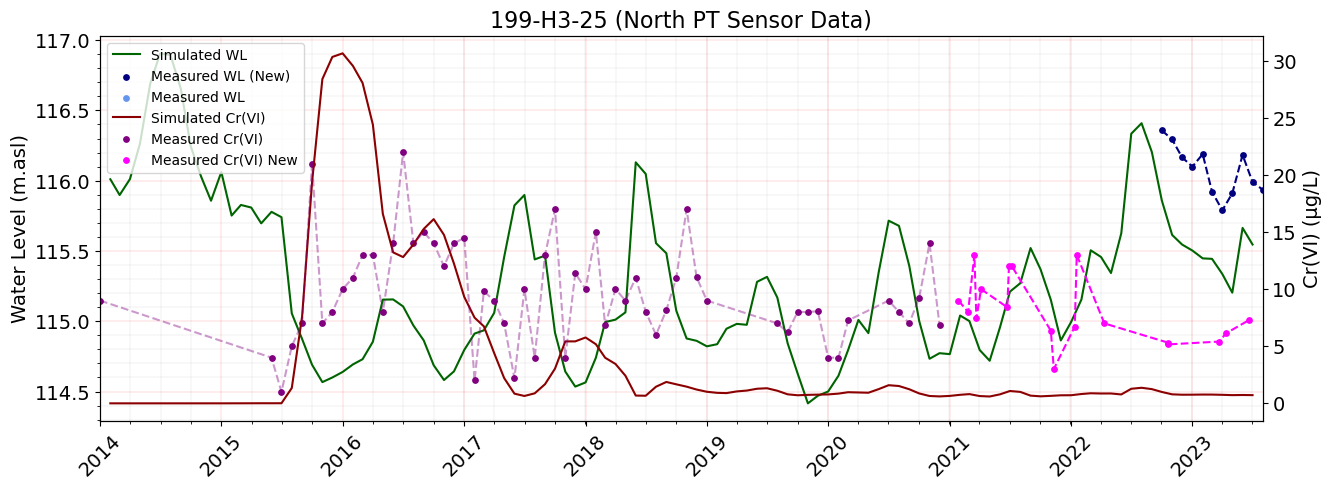 199-H3-25 (North PT Sensor Data)
Simulated WL
Measured WL (New)
Measured WL
Simulated Cr(VI)
Measured Cr(VI)
Measured Cr(VI) New
Water Level (m.asl)
117.0
116.5
116.0
115.5
115.0
114.5
Cr(VI) (µg/L)
30
25
20
15
10
5
0
2014
2015
2016
2017
2018
2019
2020
2021
2022
2023